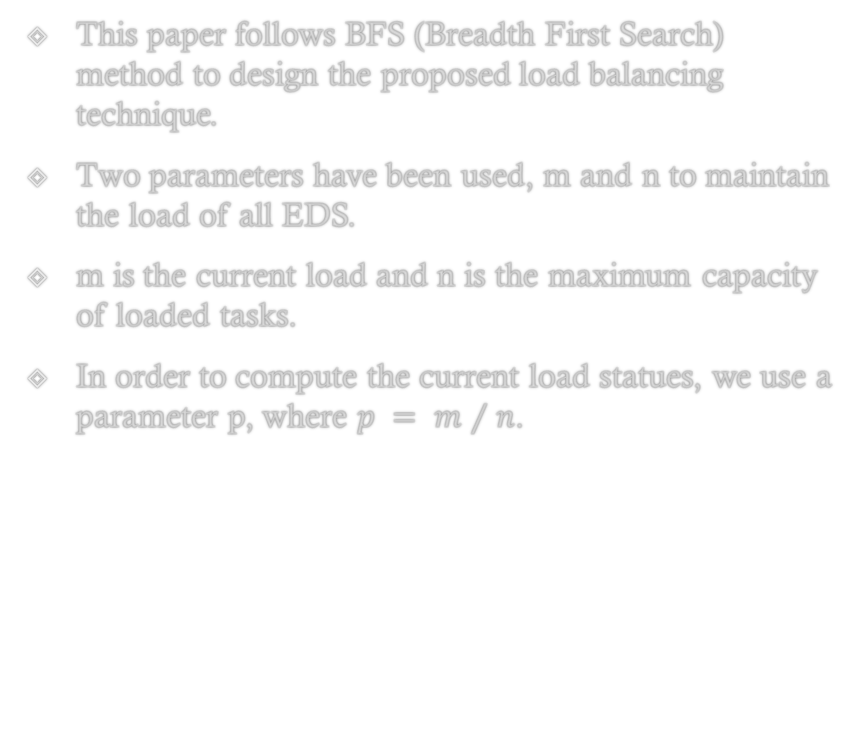 This paper follows BFS (Breadth First Search)
method to design the proposed load balancing
technique.
Two parameters have been used, m and n to maintain
the load of all EDS.
m is the current load and n is the maximum capacity
of loaded tasks.
In order to compute the current load statues, we use a
parameter p, where p = m / n.